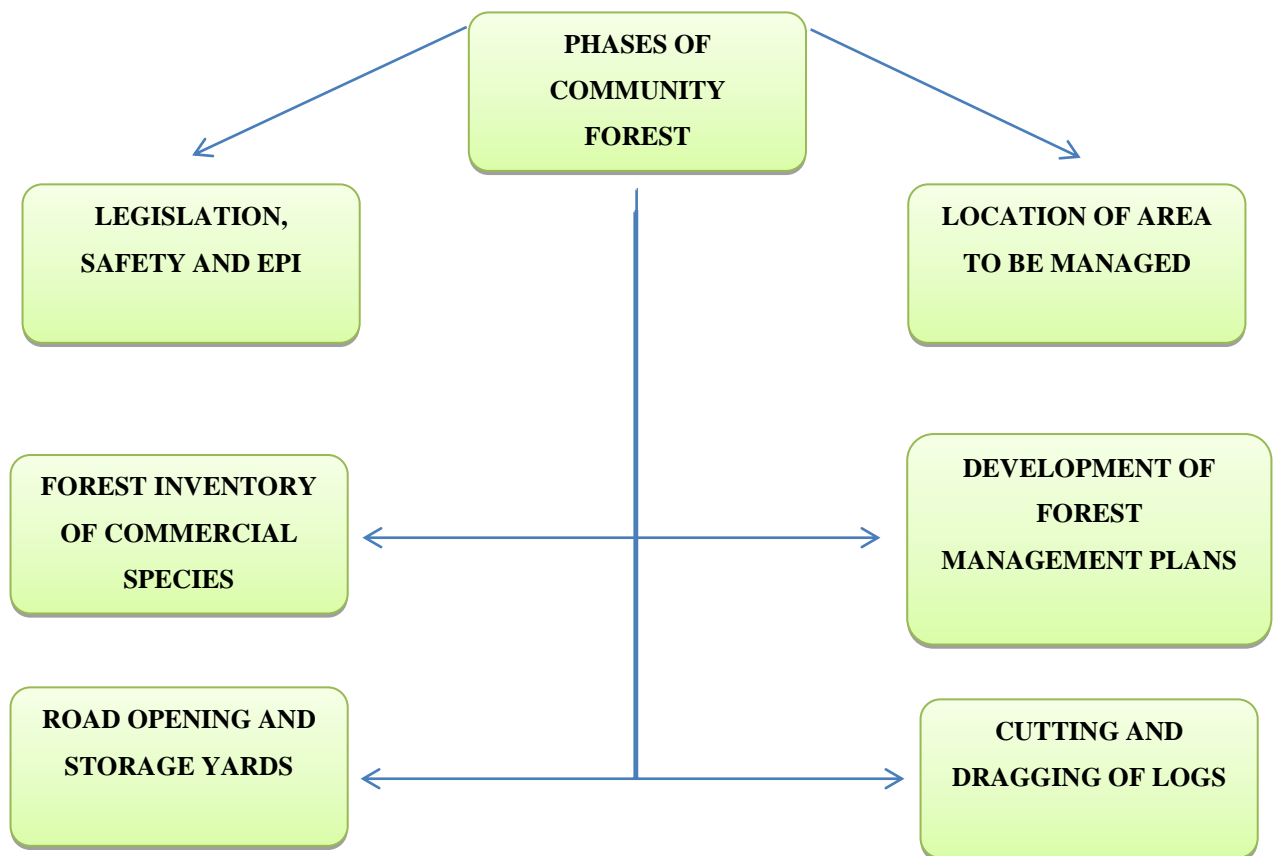 PHASES OF
COMMUNITY
FOREST
LEGISLATION,
SAFETY AND EPI
LOCATION OF AREA
TO BE MANAGED
FOREST INVENTORY
OF COMMERCIAL
SPECIES
DEVELOPMENT OF
FOREST
MANAGEMENT PLANS
ROAD OPENING AND
STORAGE YARDS
CUTTING AND
DRAGGING OF LOGS